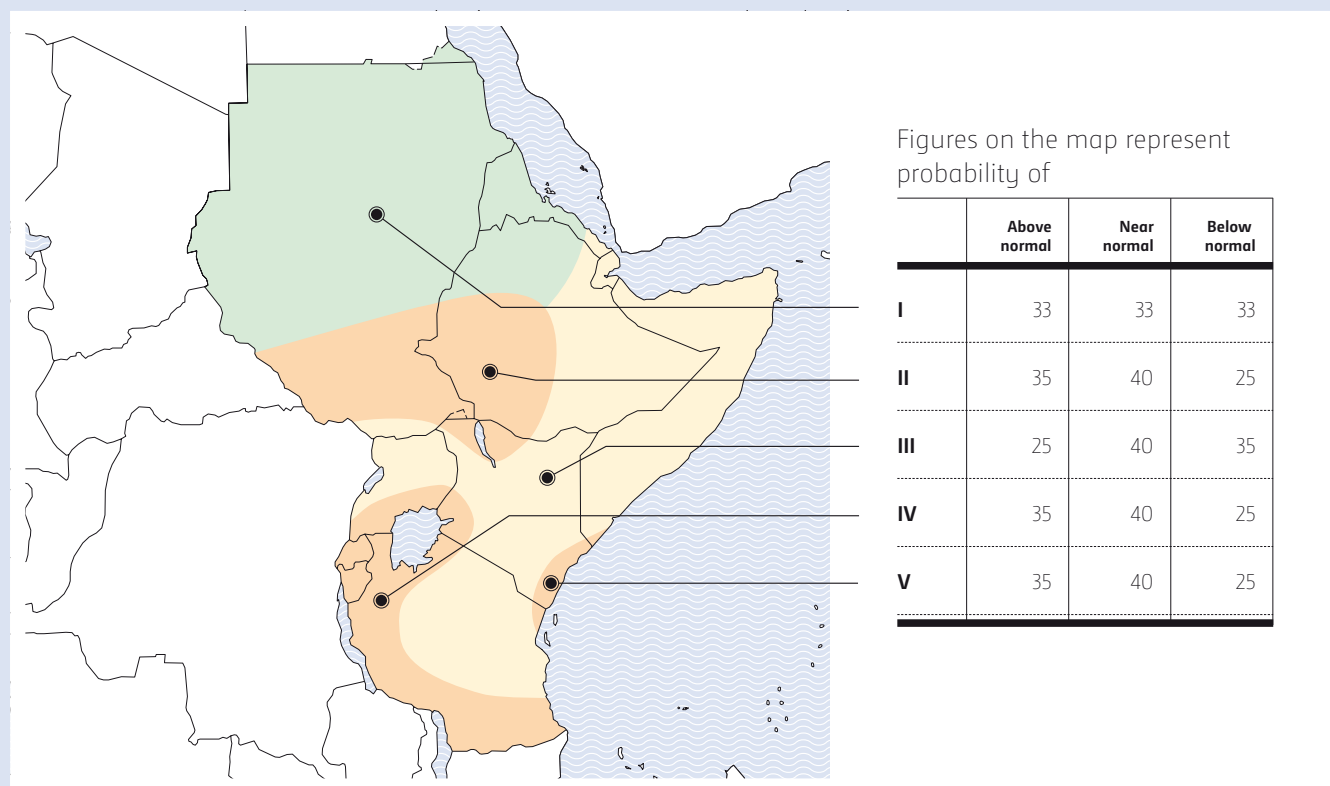 Figures on the map represent
probability of
Above normal Near normal Below normal
I 33 33 33
II 35 40 25
III 25 40 35
IV 35 40 25
V 35 40 25